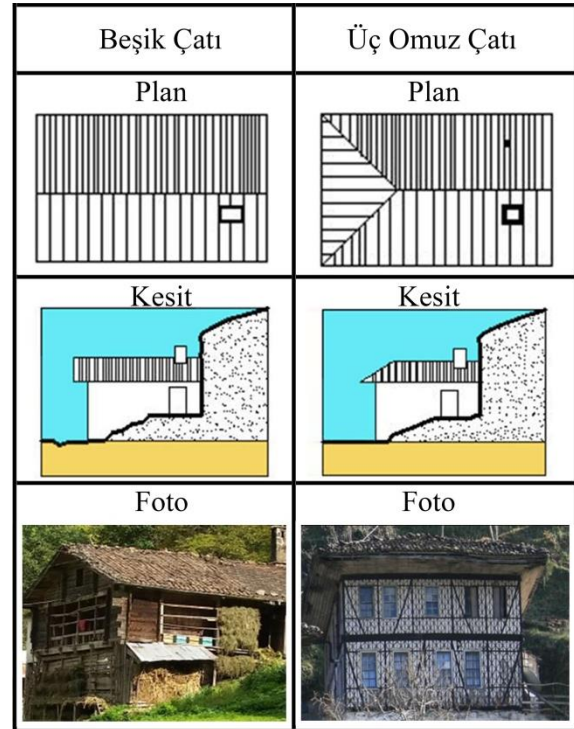 Beşik Çatı
Üç Omuz Çatı
Plan
Plan
Kesit
Kesit
Foto
Foto